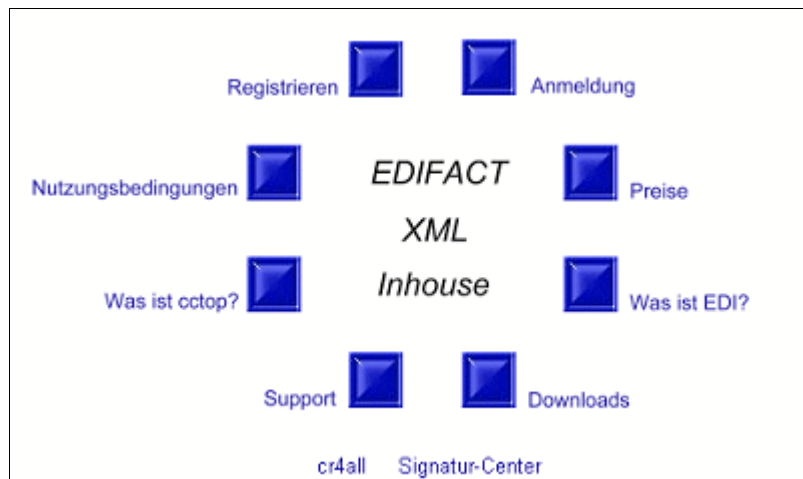 Registrieren Anmeldung
Nutzungsbedingungen EDIFACT Preise
XML
Was ist cctop? Inhouse Was ist EDI?
Support Downloads
cr4all Signatur-Center